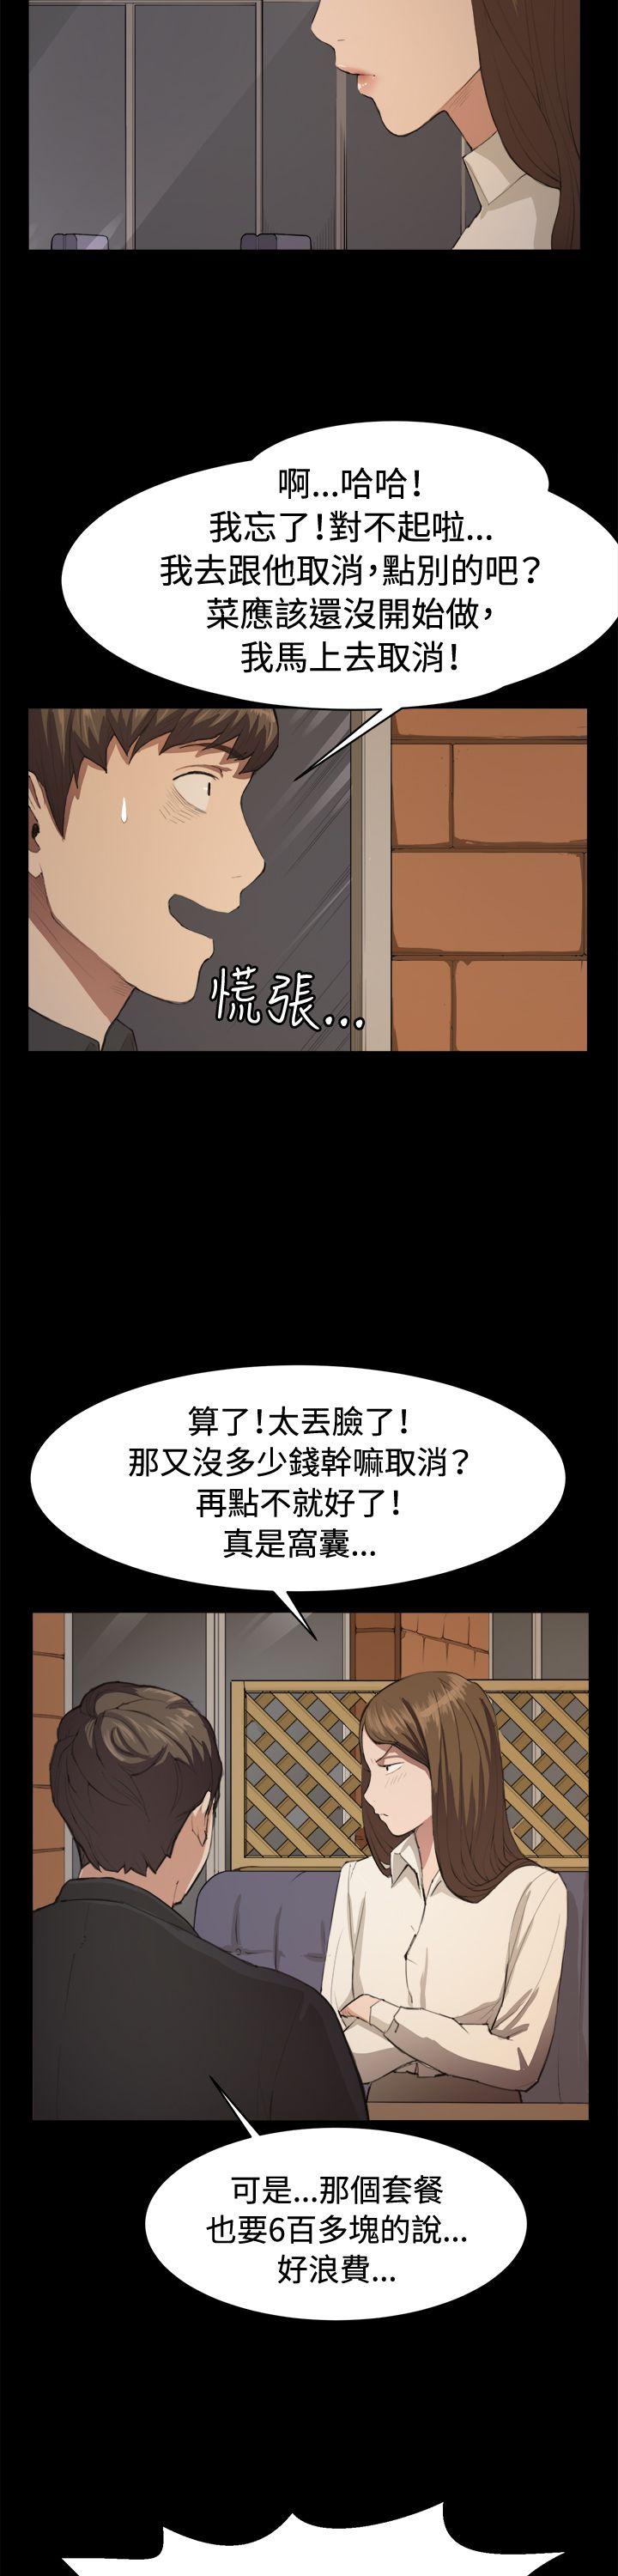 啊...哈哈！
我忘了！對不起啦...
我去跟他取消，點別的吧？
菜應該還沒開始做，
我馬上去取消！
慌張...
算了！太丟臉了！
那又沒多少錢幹嘛取消？
再點不就好了！
真是窩囊...
可是...那個套餐
也要6百多塊的說...
好浪費...